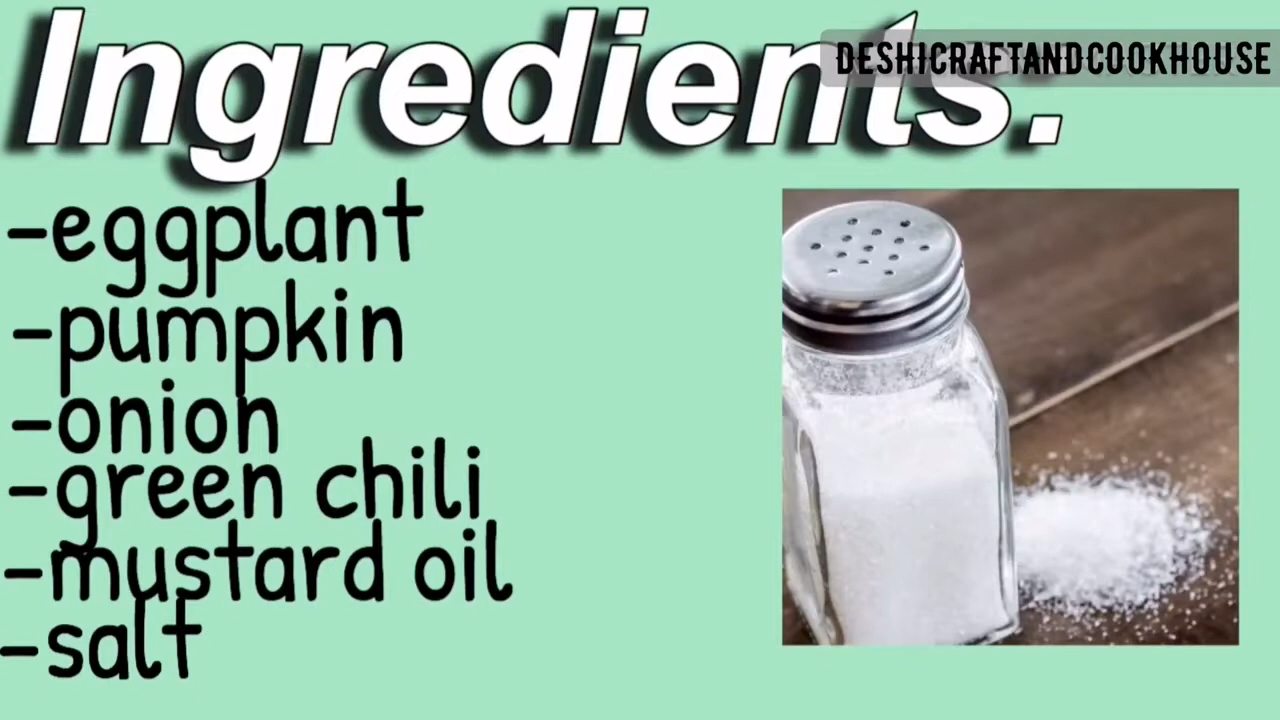 Ingredients:
DESHICRAFTANDCOOKHOUSE
-eggplant
-pumpkin
-onion
-green chili
-mustard oil
-salt